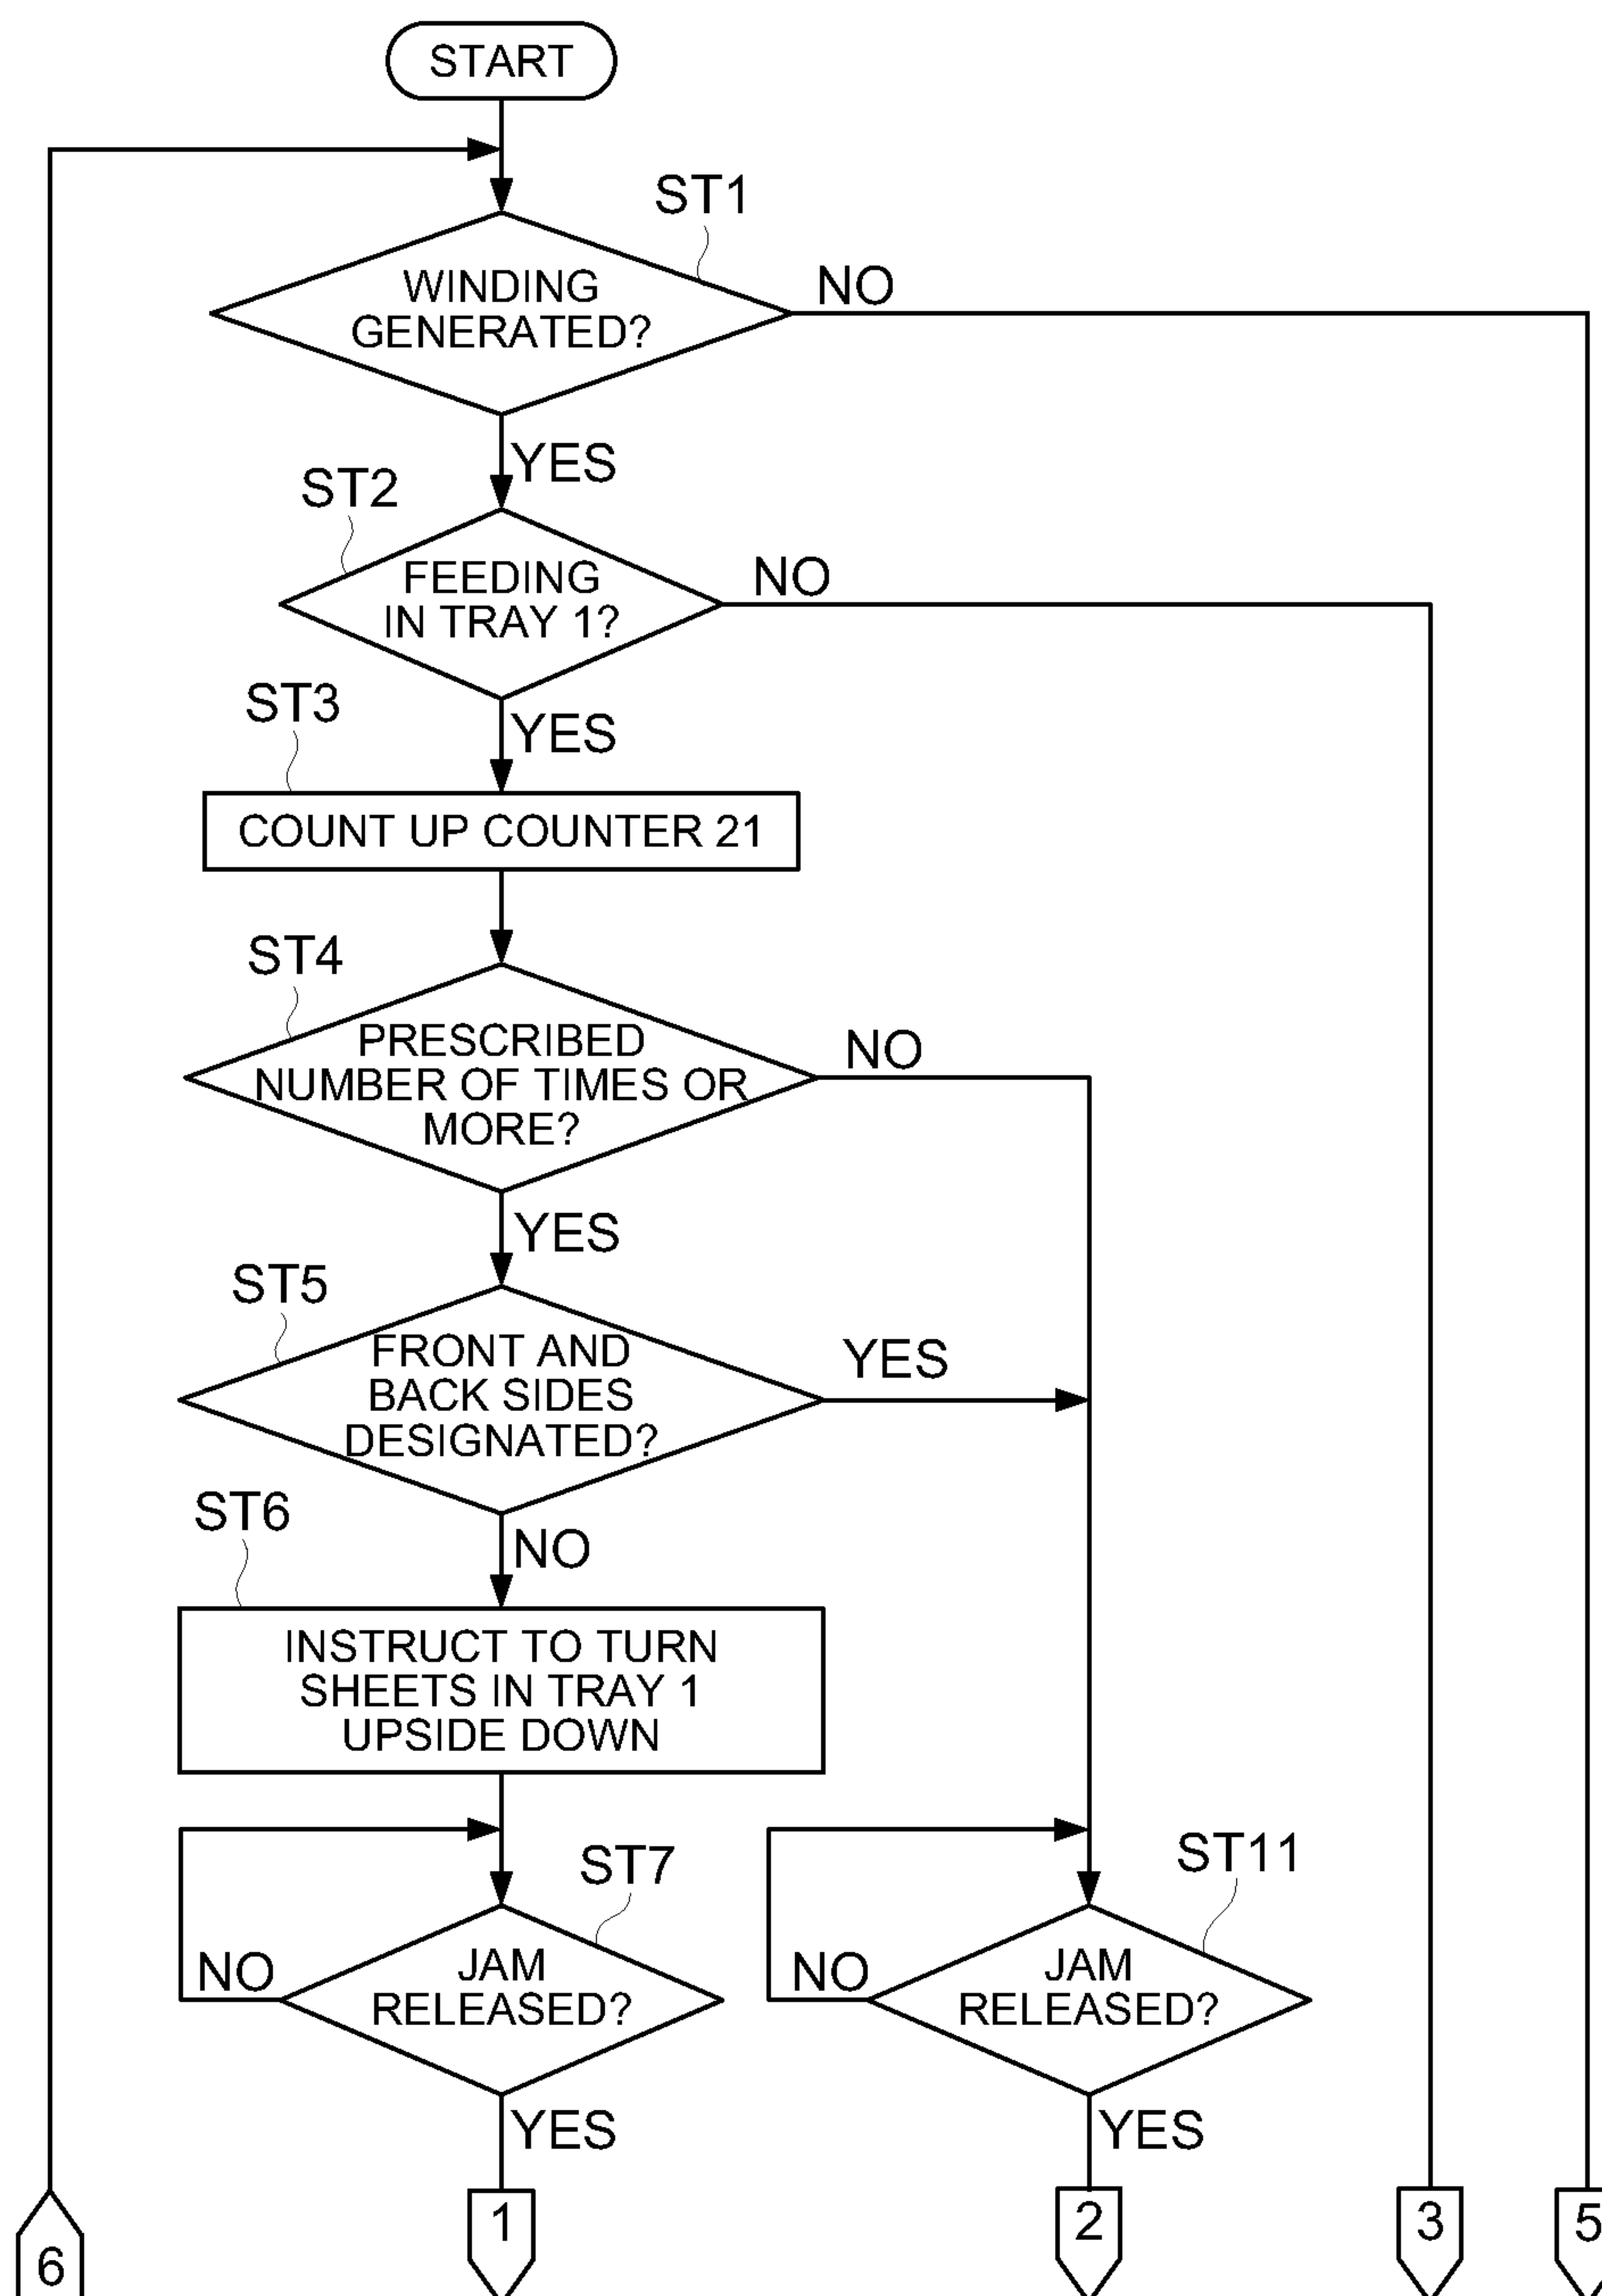 START
ST1
WINDING
GENERATED?
NO
YES
ST2
FEEDING
IN TRAY 1?
NO
ST3
YES
COUNT UP COUNTER 21
ST4
PRESCRIBED
NUMBER OF TIMES OR
MORE?
NO
YES
ST5
FRONT AND
BACK SIDES
DESIGNATED?
YES
ST6
NO
INSTRUCT TO TURN
SHEETS IN TRAY 1
UPSIDE DOWN
ST7
ST11
NO
JAM
RELEASED?
NO
JAM
RELEASED?
YES
YES
6
1
2
3
5